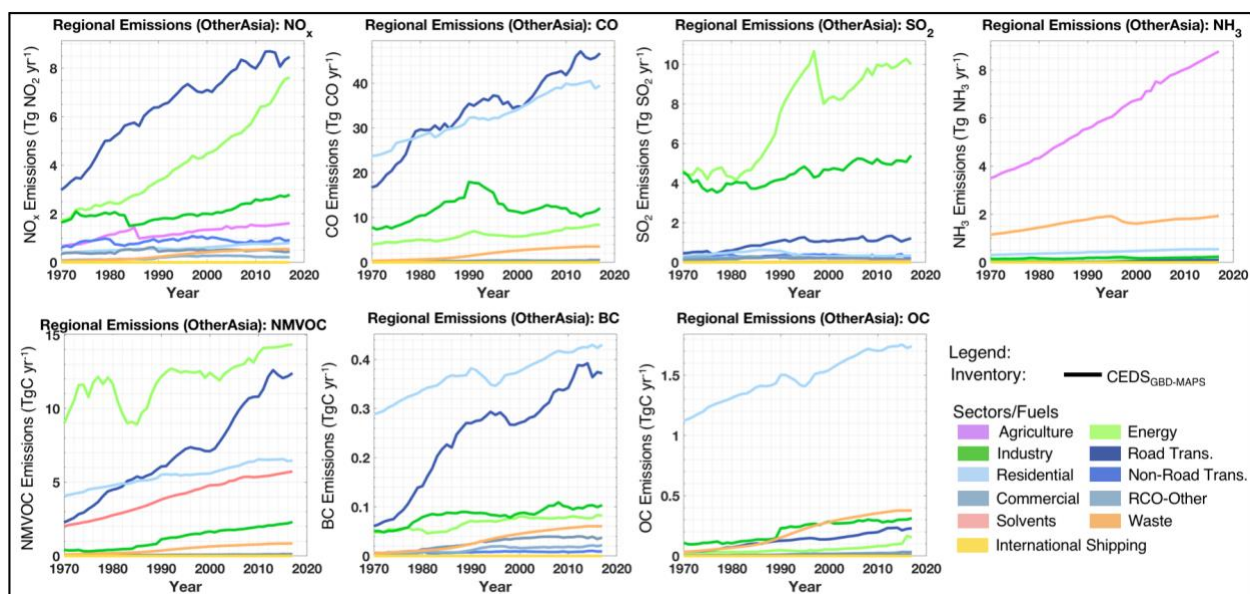 Regional Emissions (OtherAsia): NOx
NOx Emissions (Tg NO2 yr-1)
8
6
4
2
0
1970 1980 1990 2000 2010 2020
Year
Regional Emissions (OtherAsia): CO
CO Emissions (Tg CO yr-1)
40
30
20
10
0
1970 1980 1990 2000 2010 2020
Year
Regional Emissions (OtherAsia): SO2
SO2 Emissions (Tg SO2 yr-1)
10
8
6
4
2
0
1970 1980 1990 2000 2010 2020
Year
Regional Emissions (OtherAsia): NH3
NH3 Emissions (Tg NH3 yr-1)
8
6
4
2
0
1970 1980 1990 2000 2010 2020
Year
Regional Emissions (OtherAsia): NMVOC
NMVOC Emissions (TgC yr-1)
15
10
5
0
1970 1980 1990 2000 2010 2020
Year
Regional Emissions (OtherAsia): BC
BC Emissions (TgC yr-1)
0.4
0.3
0.2
0.1
0
1970 1980 1990 2000 2010 2020
Year
Regional Emissions (OtherAsia): OC
OC Emissions (TgC yr-1)
1.5
1
0.5
0
1970 1980 1990 2000 2010 2020
Year
Legend:
Inventory: CEDSGBD-MAPS
Sectors/Fuels
Agriculture Energy
Industry Road Trans.
Residential Non-Road Trans.
Commercial RCO-Other
Solvents Waste
International Shipping